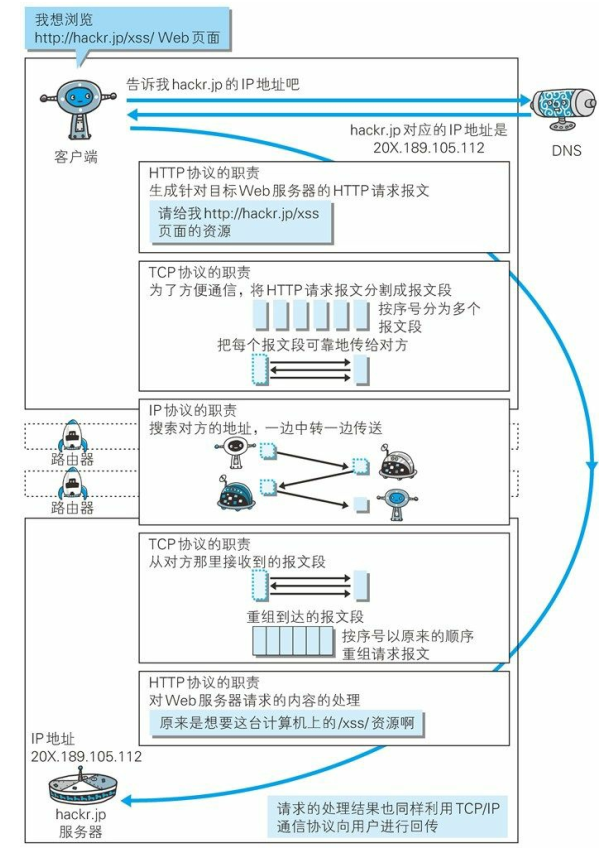 我想浏览
http://hackr.jp/xss/ Web页面
告诉我hackr.jp的IP地址吧
hackr.jp对应的IP地址是
20X.189.105.112
客户端
DNS
HTTP协议的职责
生成针对目标Web服务器的HTTP请求报文
请给我http://hackr.jp/xss
页面的资源
TCP协议的职责
为了方便通信，将HTTP请求报文分割成报文段
按序号分为多个
报文段
把每个报文段可靠地传给对方
IP协议的职责
搜索对方的地址，一边中转一边传送
路由器
路由器
TCP协议的职责
从对方那里接收到的报文段
重组到达的报文段
按序号以原来的顺序
重组请求报文
HTTP协议的职责
对Web服务器请求的内容的处理
原来是想要这台计算机上的/xss/资源啊
IP地址
20X.189.105.112
hackr.jp
服务器
请求的处理结果也同样利用TCP/IP
通信协议向用户进行回传